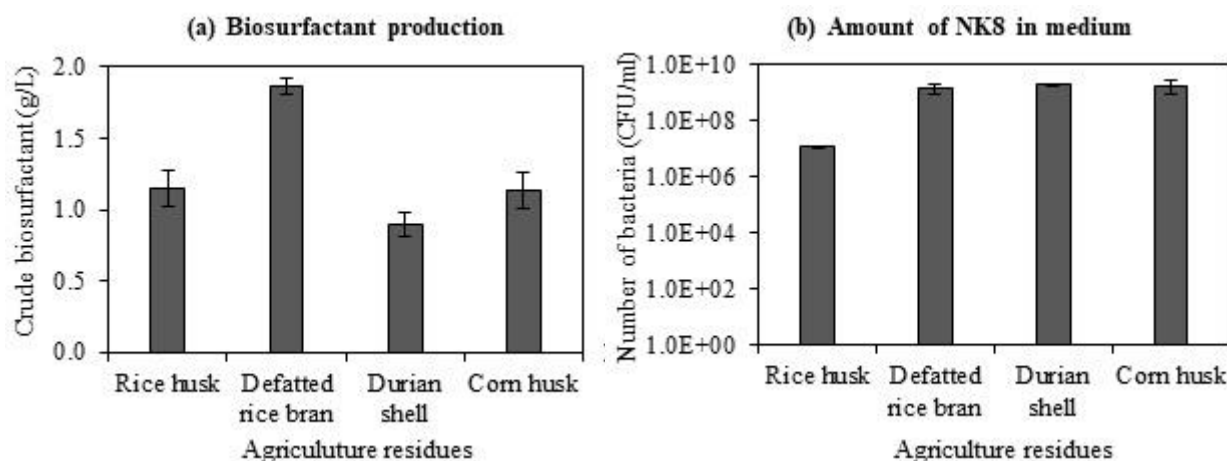 (a) Biosurfactant production
Crude biosurfactant (g/L)
2.0
1.5
1.0
0.5
0.0
Rice husk
Defatted
rice bran
Durian
shell
Corn husk
Agriculuture residues
(b) Amount of NK8 in medium
Number of bacteria (CFU/ml)
1.0E+10
1.0E+08
1.0E+06
1.0E+04
1.0E+02
1.0E+00
Rice husk
Defatted
rice bran
Durian
shell
Corn husk
Agriculture residues